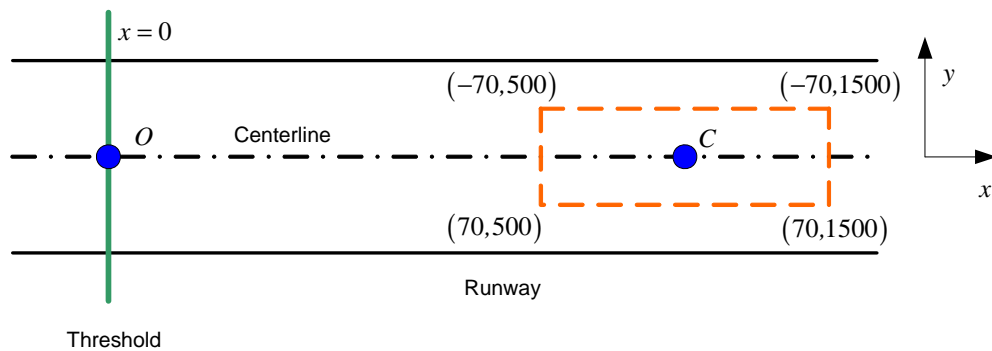 x = 0
(−70,500)
(−70,1500)
y
O
Centerline
C
x
(70,500)
(70,1500)
Runway
Threshold